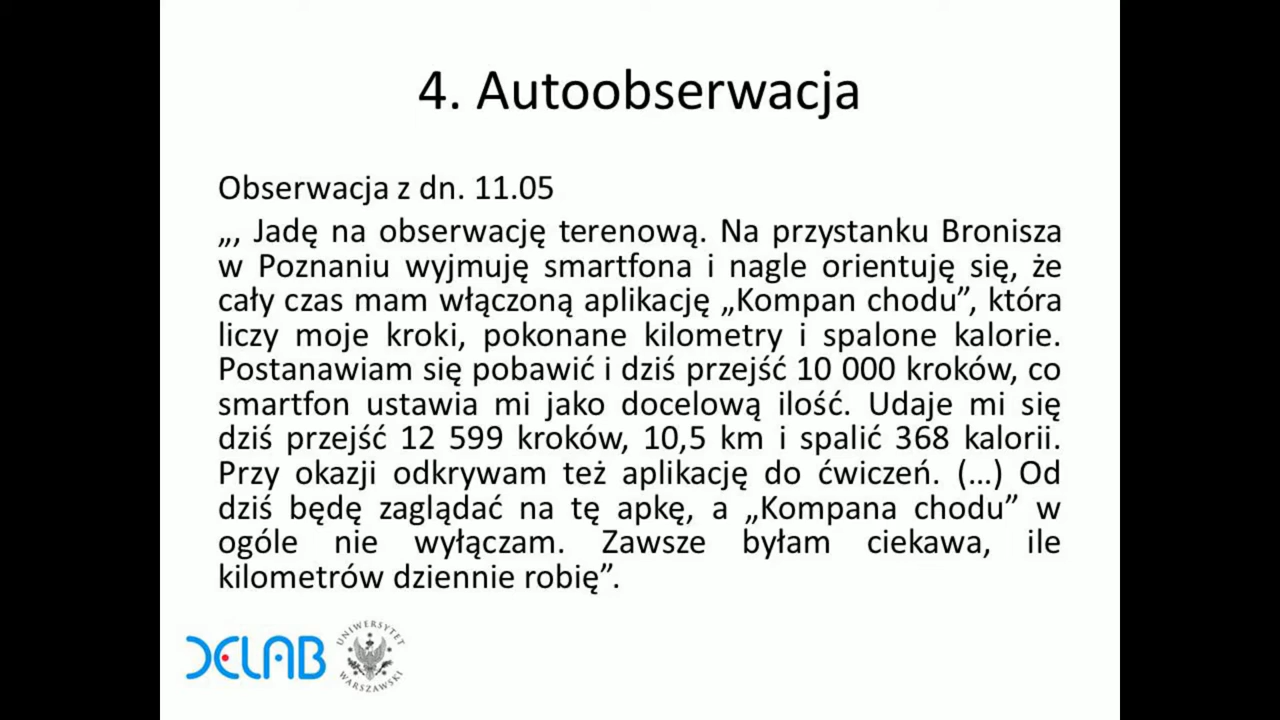 4. Autoobserwacja
Obserwacja z dn. 11.05
„, Jadę na obserwację terenową. Na przystanku Bronisza
w Poznaniu wyjmuję smartfona i nagle orientuję się, że
cały czas mam włączoną aplikację „Kompan chodu”, która
liczy moje kroki, pokonane kilometry i spalone kalorie.
Postanawiam się pobawić i dziś przejść 10 000 kroków, co
smartfon ustawia mi jako docelową ilość. Udaje mi się
dziś przejść 12 599 kroków, 10,5 km i spalić 368 kalorii.
Przy okazji odkrywam też aplikację do ćwiczeń. (...) Od
dziś będę zaglądać na tę apkę, a „Kompana chodu” w
ogóle nie wyłączam. Zawsze byłam ciekawa, ile
kilometrów dziennie robię”.
DELAB
UNIWERSYTET
WARSZAWSKI